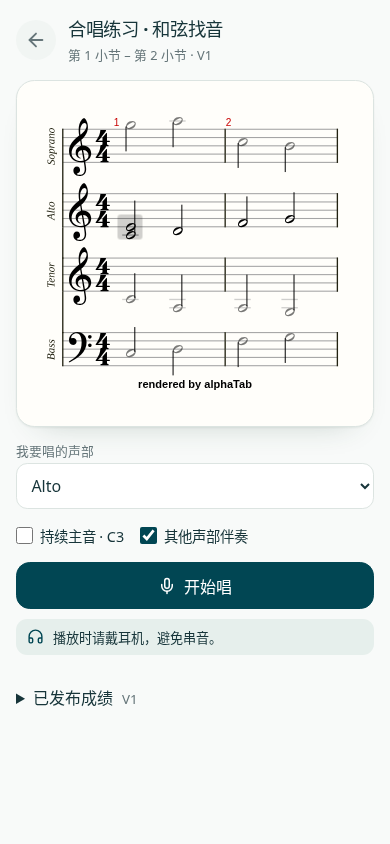 合唱练习 · 和弦找音
第 1 小节 – 第 2 小节 · V1
1
2
Soprano
Alto
Tenor
Bass
rendered by alphaTab
我要唱的声部
Alto
持续主音 · C3
其他声部伴奏
开始唱
播放时请戴耳机，避免串音。
已发布成绩 V1